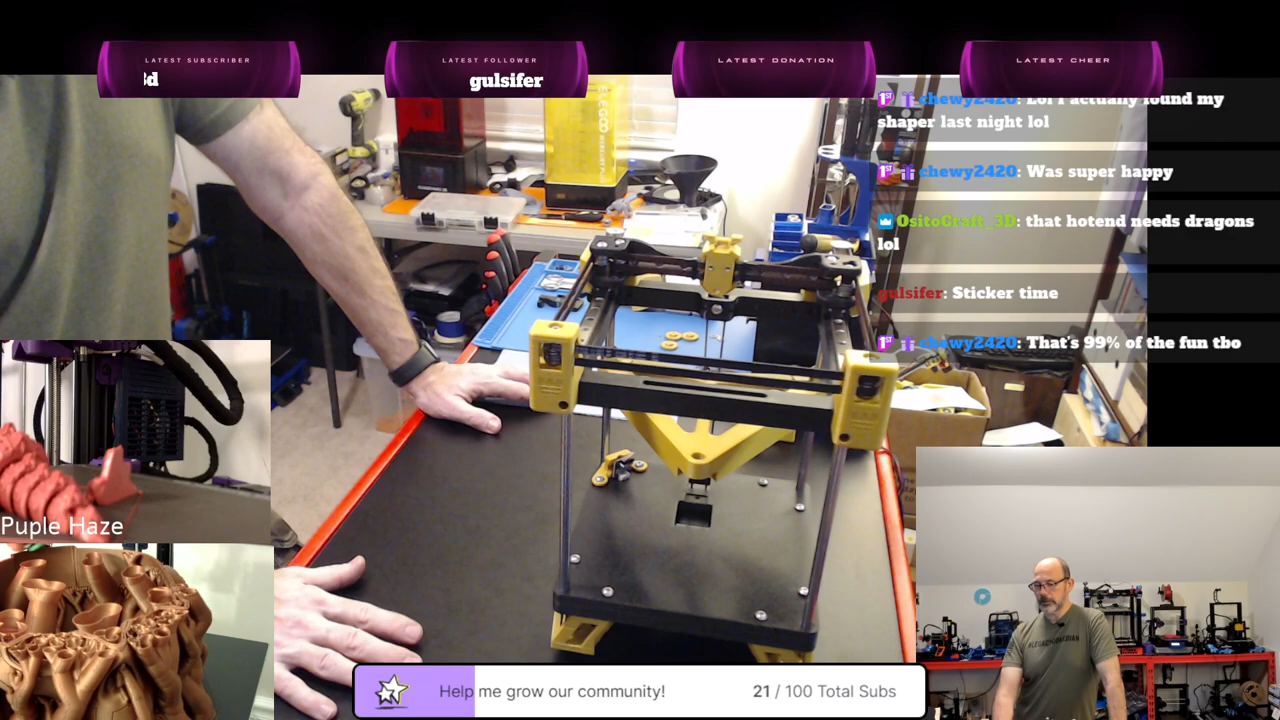 LATEST SUBSCRIBER
LATEST FOLLOWER
gulsifer
LATEST DONATION
LATEST CHEER
chewy2420: Lol I actually found my
shaper last night lol
chewy2420: Was super happy
OsitoCraft_3D: that hotend needs dragons
lol
gulsifer: Sticker time
chewy2420: That's 99% of the fun tbo
ELEGOO
Puple Haze
Help me grow our community!
21 / 100 Total Subs